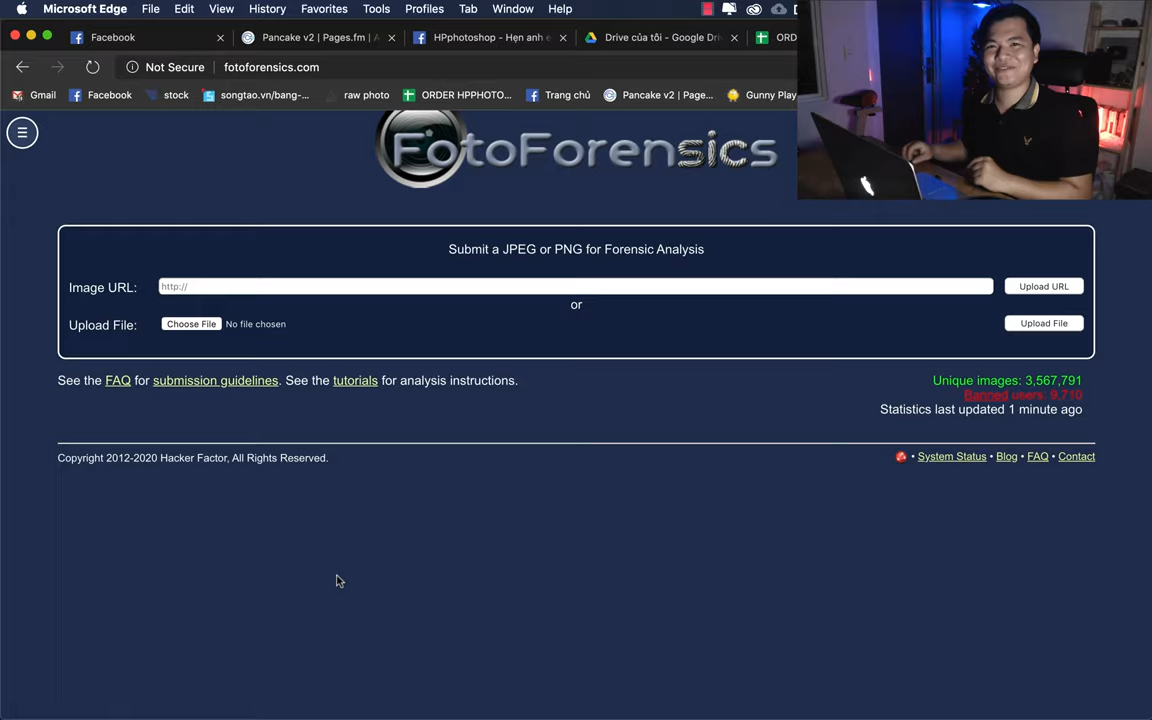 Microsoft Edge File Edit View History Favorites Tools Profiles Tab Window Help
Facebook Pancake v2 | Pages.fm | HPphotoshop - Hẹn anh Drive của tôi - Google Dri ORD
Not Secure fotoforensics.com
Gmail Facebook stock songtao.vn/bang-... raw photo ORDER HPPHOTO... Trang chủ Pancake v2 | Page... Gunny Play
FotoForensics
Submit a JPEG or PNG for Forensic Analysis
Image URL: http:// Upload URL
or
Upload File: Choose File No file chosen Upload File
See the FAQ for submission guidelines. See the tutorials for analysis instructions.
Unique images: 3,567,791
Banned users: 9,710
Statistics last updated 1 minute ago
Copyright 2012-2020 Hacker Factor, All Rights Reserved.
• System Status • Blog • FAQ • Contact